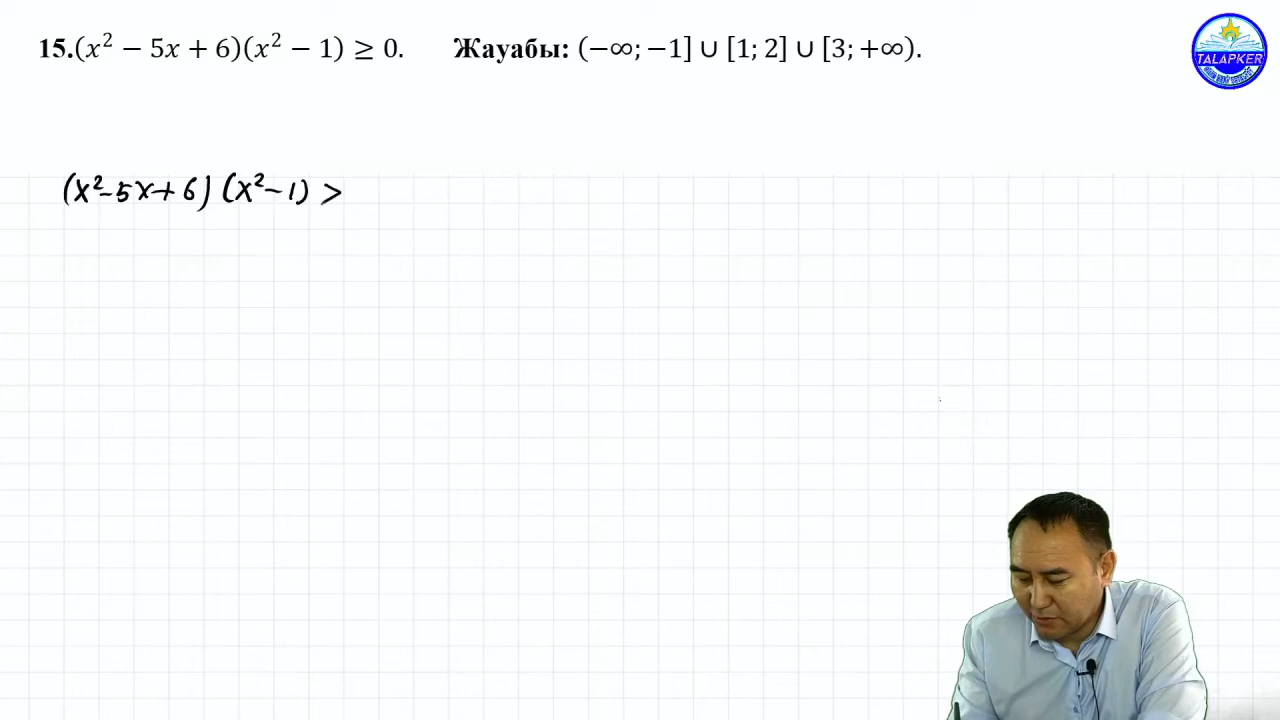 15.(x² − 5x + 6)(x² − 1) ≥ 0. Жауабы: (−∞; −1] ∪ [1; 2] ∪ [3; +∞).
TALAPKER
(x²-5x+6) (x²-1) >